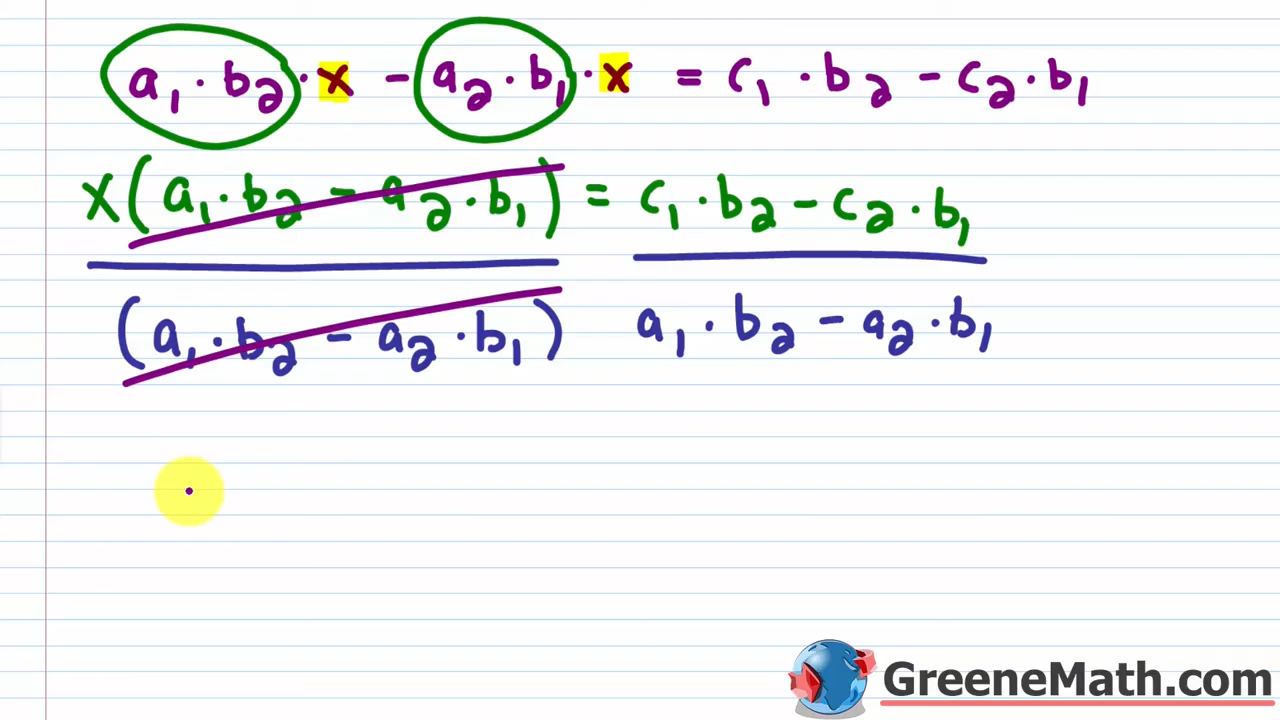 a₁ · b₂ · x − a₂ · b₁ · x = c₁ · b₂ − c₂ · b₁
x(a₁ · b₂ − a₂ · b₁) = c₁ · b₂ − c₂ · b₁
(a₁ · b₂ − a₂ · b₁) a₁ · b₂ − a₂ · b₁
GreeneMath.com